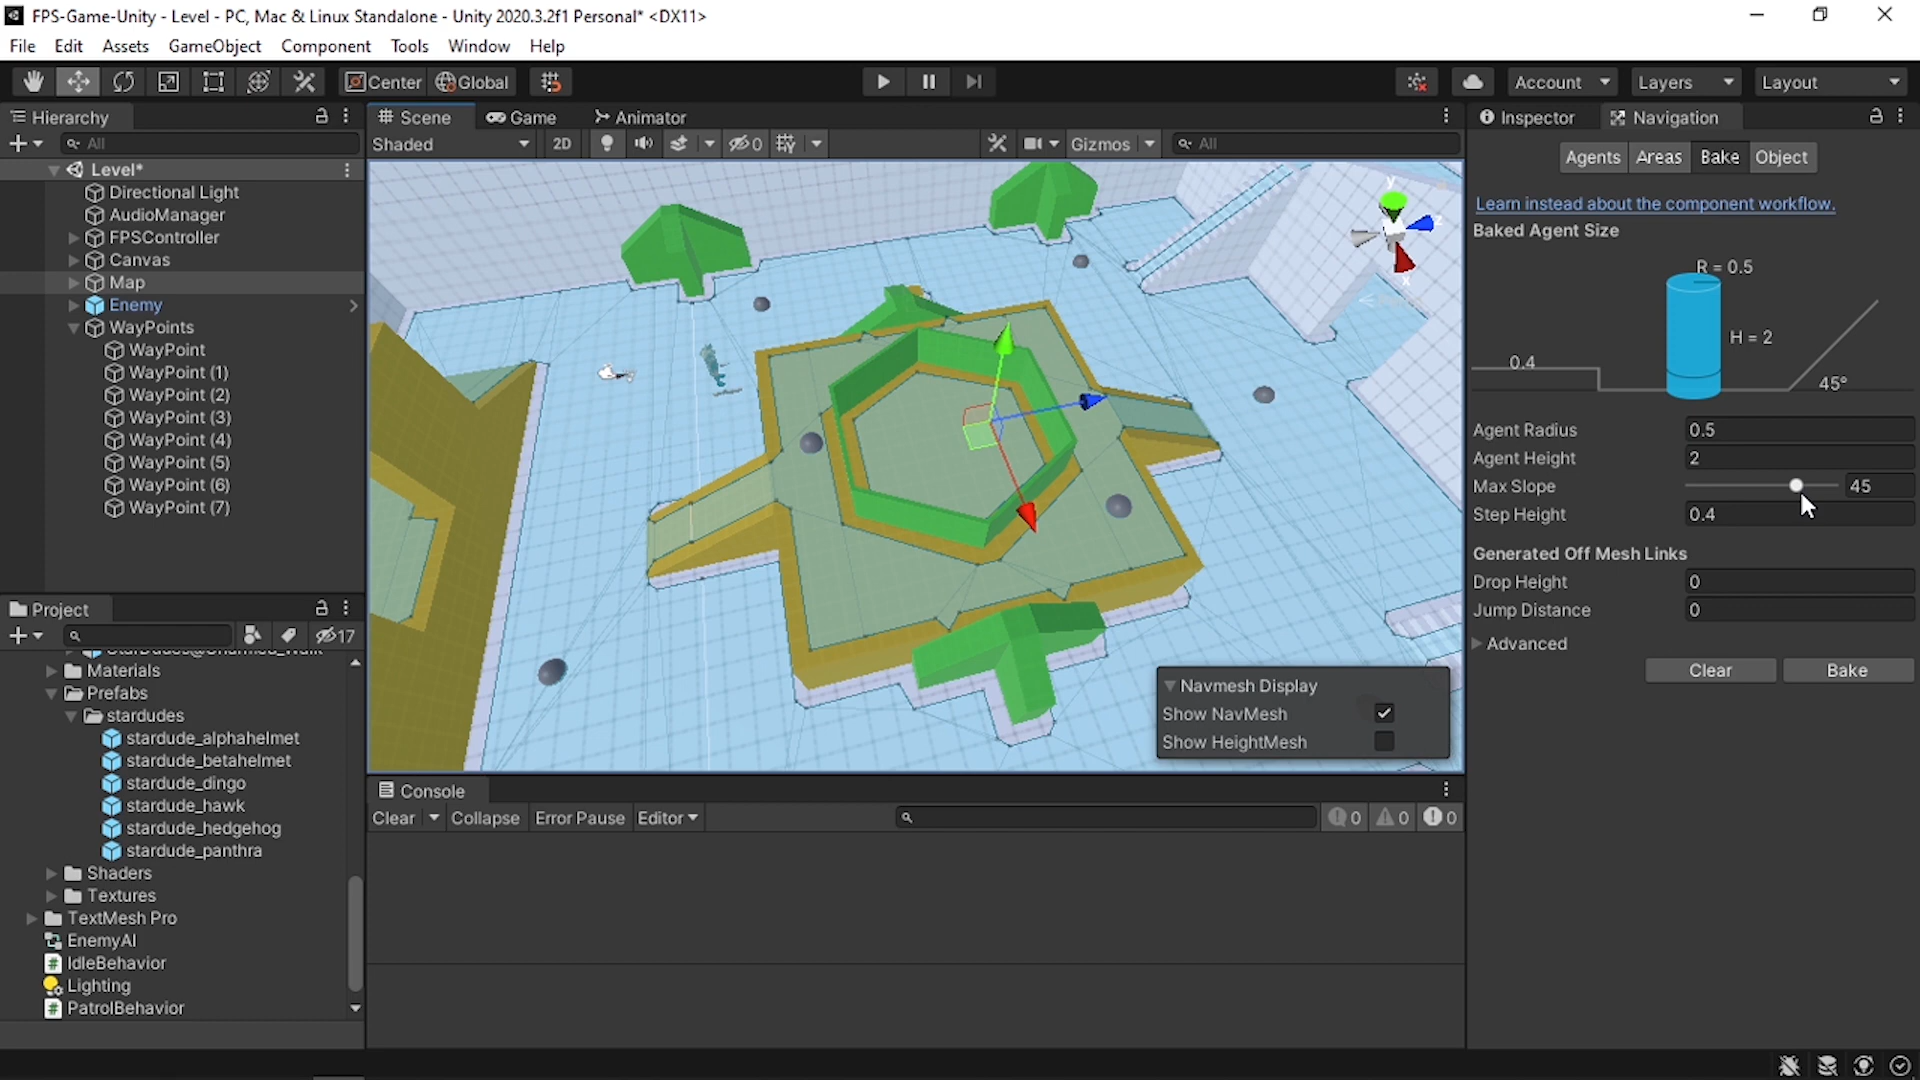 FPS-Game-Unity - Level - PC, Mac & Linux Standalone - Unity 2020.3.2f1 Personal* <DX11>
File Edit Assets GameObject Component Tools Window Help
Center Global Account Layers Layout
Hierarchy
All
Level*
Directional Light
AudioManager
FPSController
Canvas
Map
Enemy
WayPoints
WayPoint
WayPoint (1)
WayPoint (2)
WayPoint (3)
WayPoint (4)
WayPoint (5)
WayPoint (6)
WayPoint (7)
Project
17
Materials
Prefabs
stardudes
stardude_alphahelmet
stardude_betahelmet
stardude_dingo
stardude_hawk
stardude_hedgehog
stardude_panthra
Shaders
Textures
TextMesh Pro
EnemyAI
IdleBehavior
Lighting
PatrolBehavior
Scene Game Animator
Shaded 2D 0 Gizmos All
y
x
Navmesh Display
Show NavMesh
Show HeightMesh
Console
Clear Collapse Error Pause Editor 0 0 0
Inspector Navigation
Agents Areas Bake Object
Learn instead about the component workflow.
Baked Agent Size
R = 0.5
H = 2
0.4
45°
Agent Radius 0.5
Agent Height 2
Max Slope 45
Step Height 0.4
Generated Off Mesh Links
Drop Height 0
Jump Distance 0
Advanced
Clear Bake